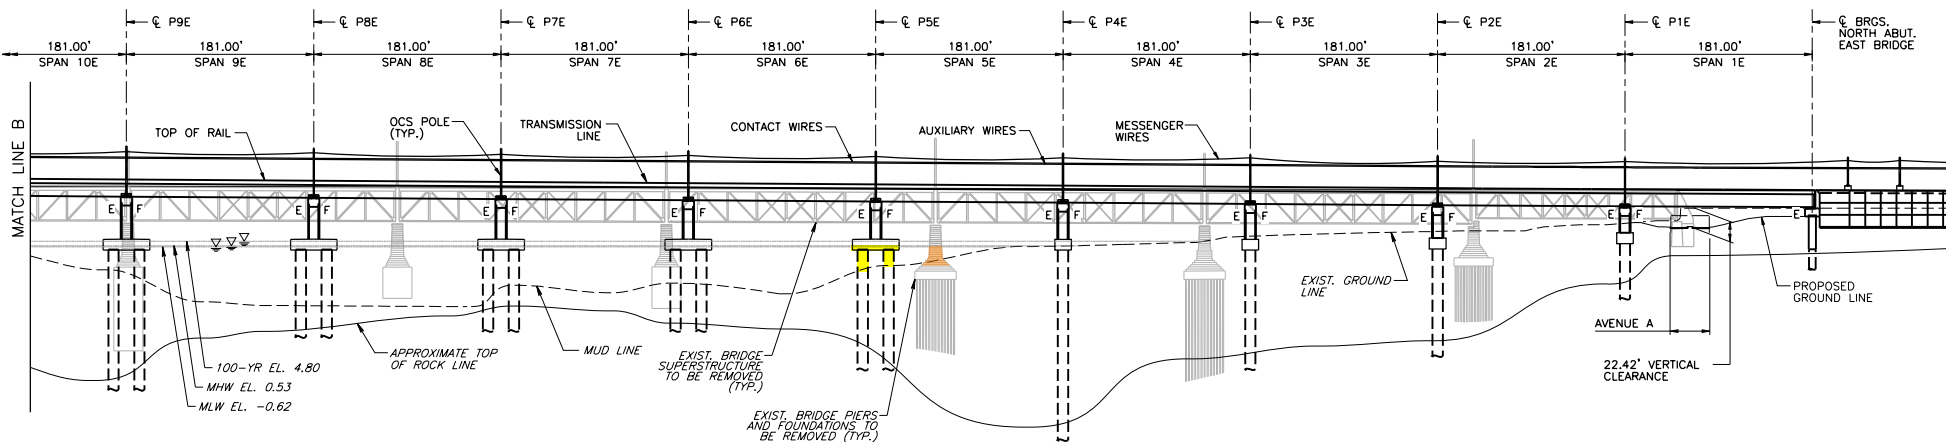 ℄ P9E
℄ P8E
℄ P7E
℄ P6E
℄ P5E
℄ P4E
℄ P3E
℄ P2E
℄ P1E
℄ BRGS.
NORTH ABUT.
EAST BRIDGE
181.00'
SPAN 10E
181.00'
SPAN 9E
181.00'
SPAN 8E
181.00'
SPAN 7E
181.00'
SPAN 6E
181.00'
SPAN 5E
181.00'
SPAN 4E
181.00'
SPAN 3E
181.00'
SPAN 2E
181.00'
SPAN 1E
MATCH LINE B
TOP OF RAIL
OCS POLE
(TYP.)
TRANSMISSION
LINE
CONTACT WIRES
AUXILIARY WIRES
MESSENGER
WIRES
E F
E F
E F
E F
E F
E F
E F
E F
E F
E
100-YR EL. 4.80
MHW EL. 0.53
MLW EL. -0.62
APPROXIMATE TOP
OF ROCK LINE
MUD LINE
EXIST. BRIDGE
SUPERSTRUCTURE
TO BE REMOVED
(TYP.)
EXIST. BRIDGE PIERS
AND FOUNDATIONS TO
BE REMOVED (TYP.)
EXIST. GROUND
LINE
PROPOSED
GROUND LINE
AVENUE A
22.42' VERTICAL
CLEARANCE